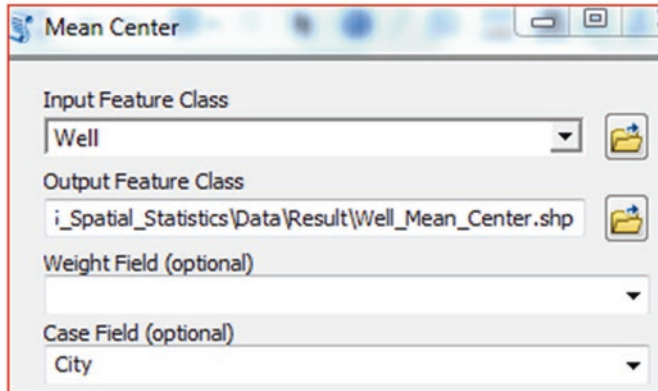 Mean Center
Input Feature Class
Well
Output Feature Class
_Spatial_Statistics\Data\Result\Well_Mean_Center.shp
Weight Field (optional)
Case Field (optional)
City